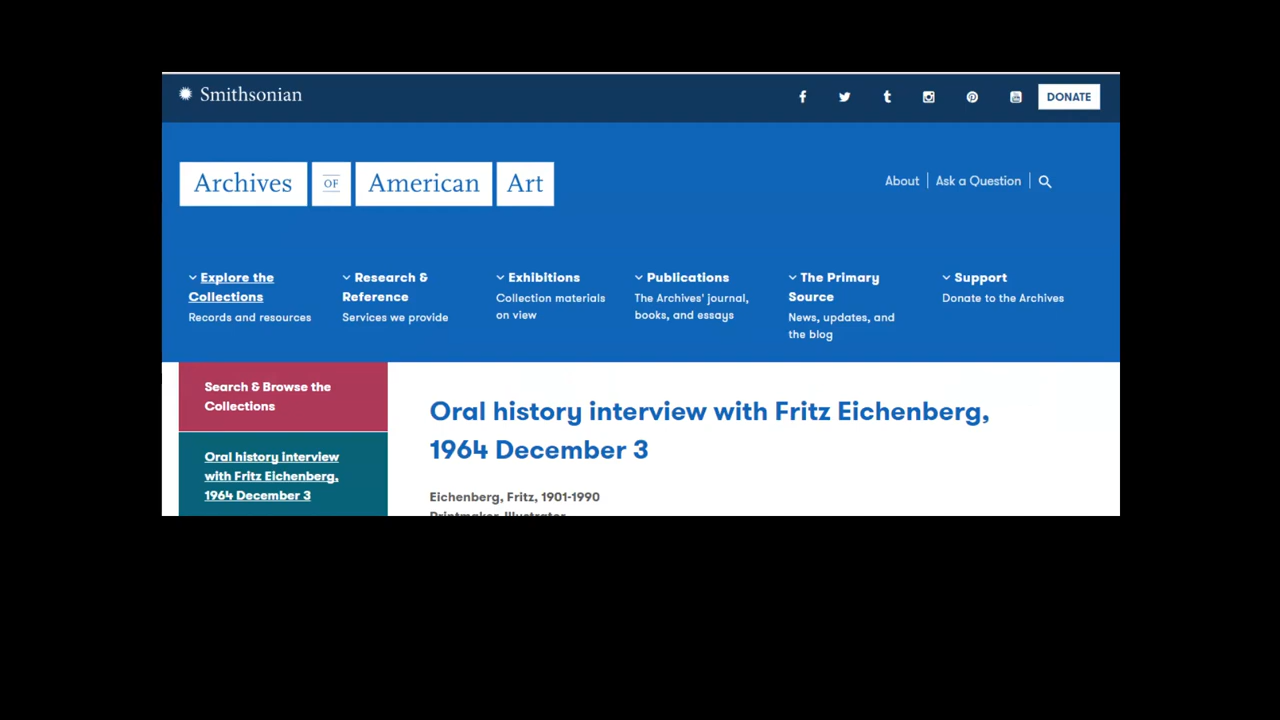 Smithsonian
DONATE
Archives OF American Art
About
Ask a Question
Explore the
Collections
Records and resources
Research &
Reference
Services we provide
Exhibitions
Collection materials
on view
Publications
The Archives' journal,
books, and essays
The Primary
Source
News, updates, and
the blog
Support
Donate to the Archives
Search & Browse the
Collections
Oral history interview
with Fritz Eichenberg,
1964 December 3
Oral history interview with Fritz Eichenberg,
1964 December 3
Eichenberg, Fritz, 1901-1990
Printmaker, Illustrator